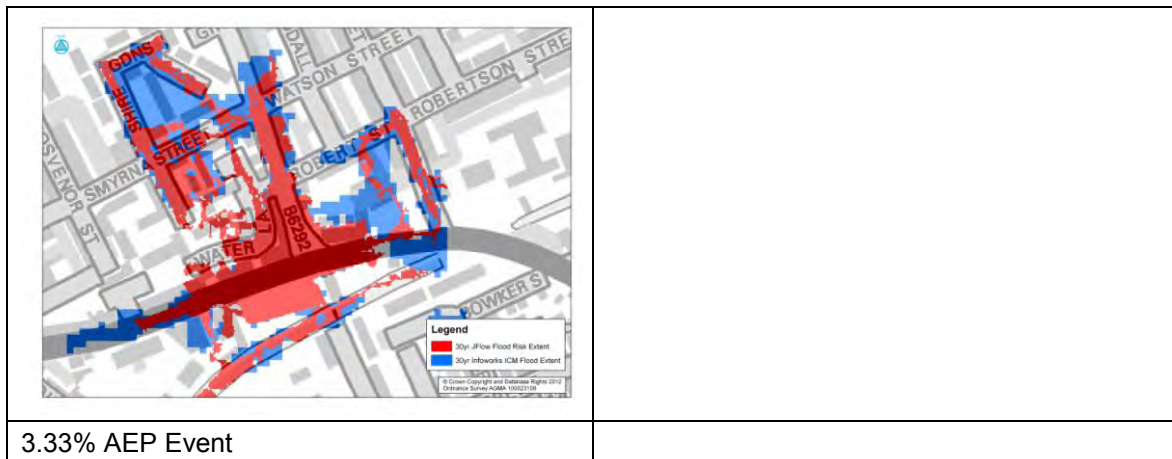 GDNS
SHIRE
SMYRNA STREET
OSVENOR ST
DALL
WATSON STREET
ROBERTSON STREE
ROBERT S
WATER LA
B6292
OWKER S
Legend
30yr JFlow Flood Risk Extent
30yr Infoworks ICM Flood Extent
© Crown Copyright and Database Rights 2012
Ordnance Survey AGMA 100023108
3.33% AEP Event